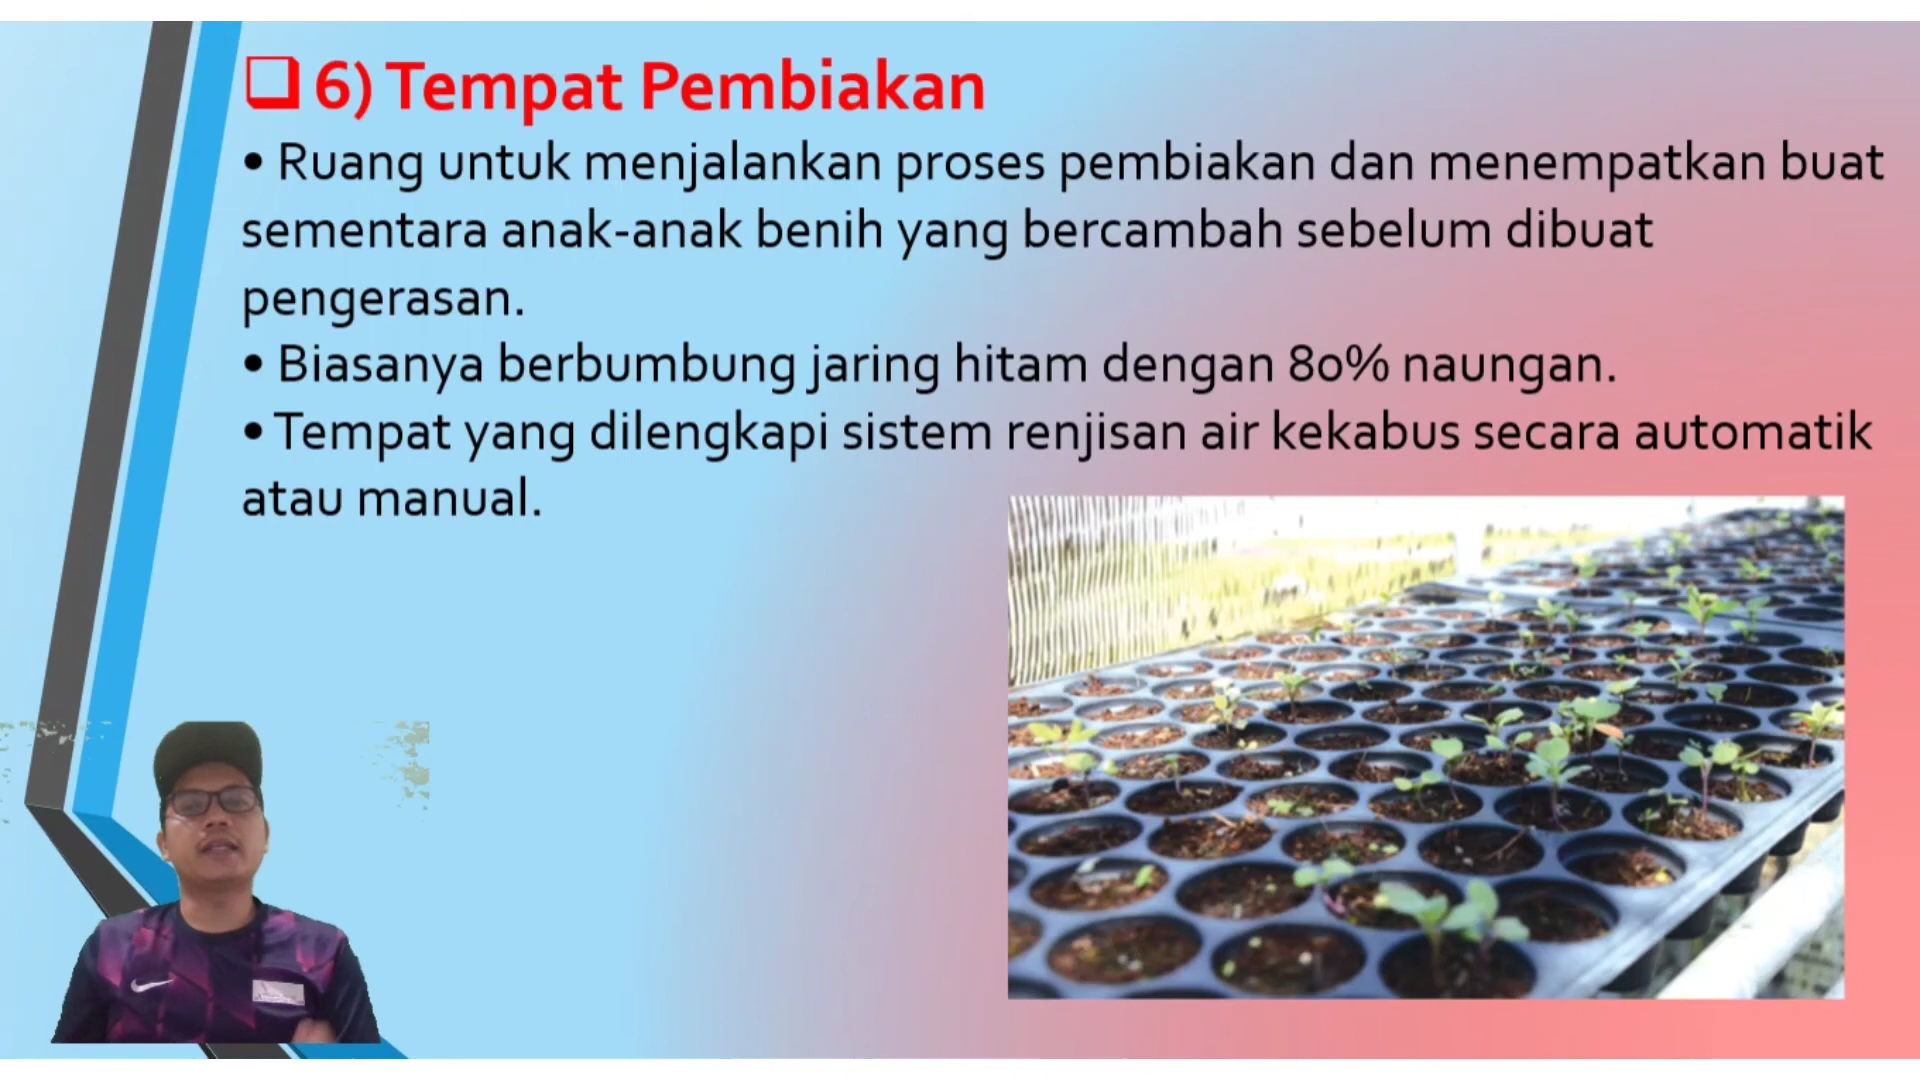 ❑ 6) Tempat Pembiakan
• Ruang untuk menjalankan proses pembiakan dan menempatkan buat
sementara anak-anak benih yang bercambah sebelum dibuat
pengerasan.
• Biasanya berbumbung jaring hitam dengan 80% naungan.
• Tempat yang dilengkapi sistem renjisan air kekabus secara automatik
atau manual.